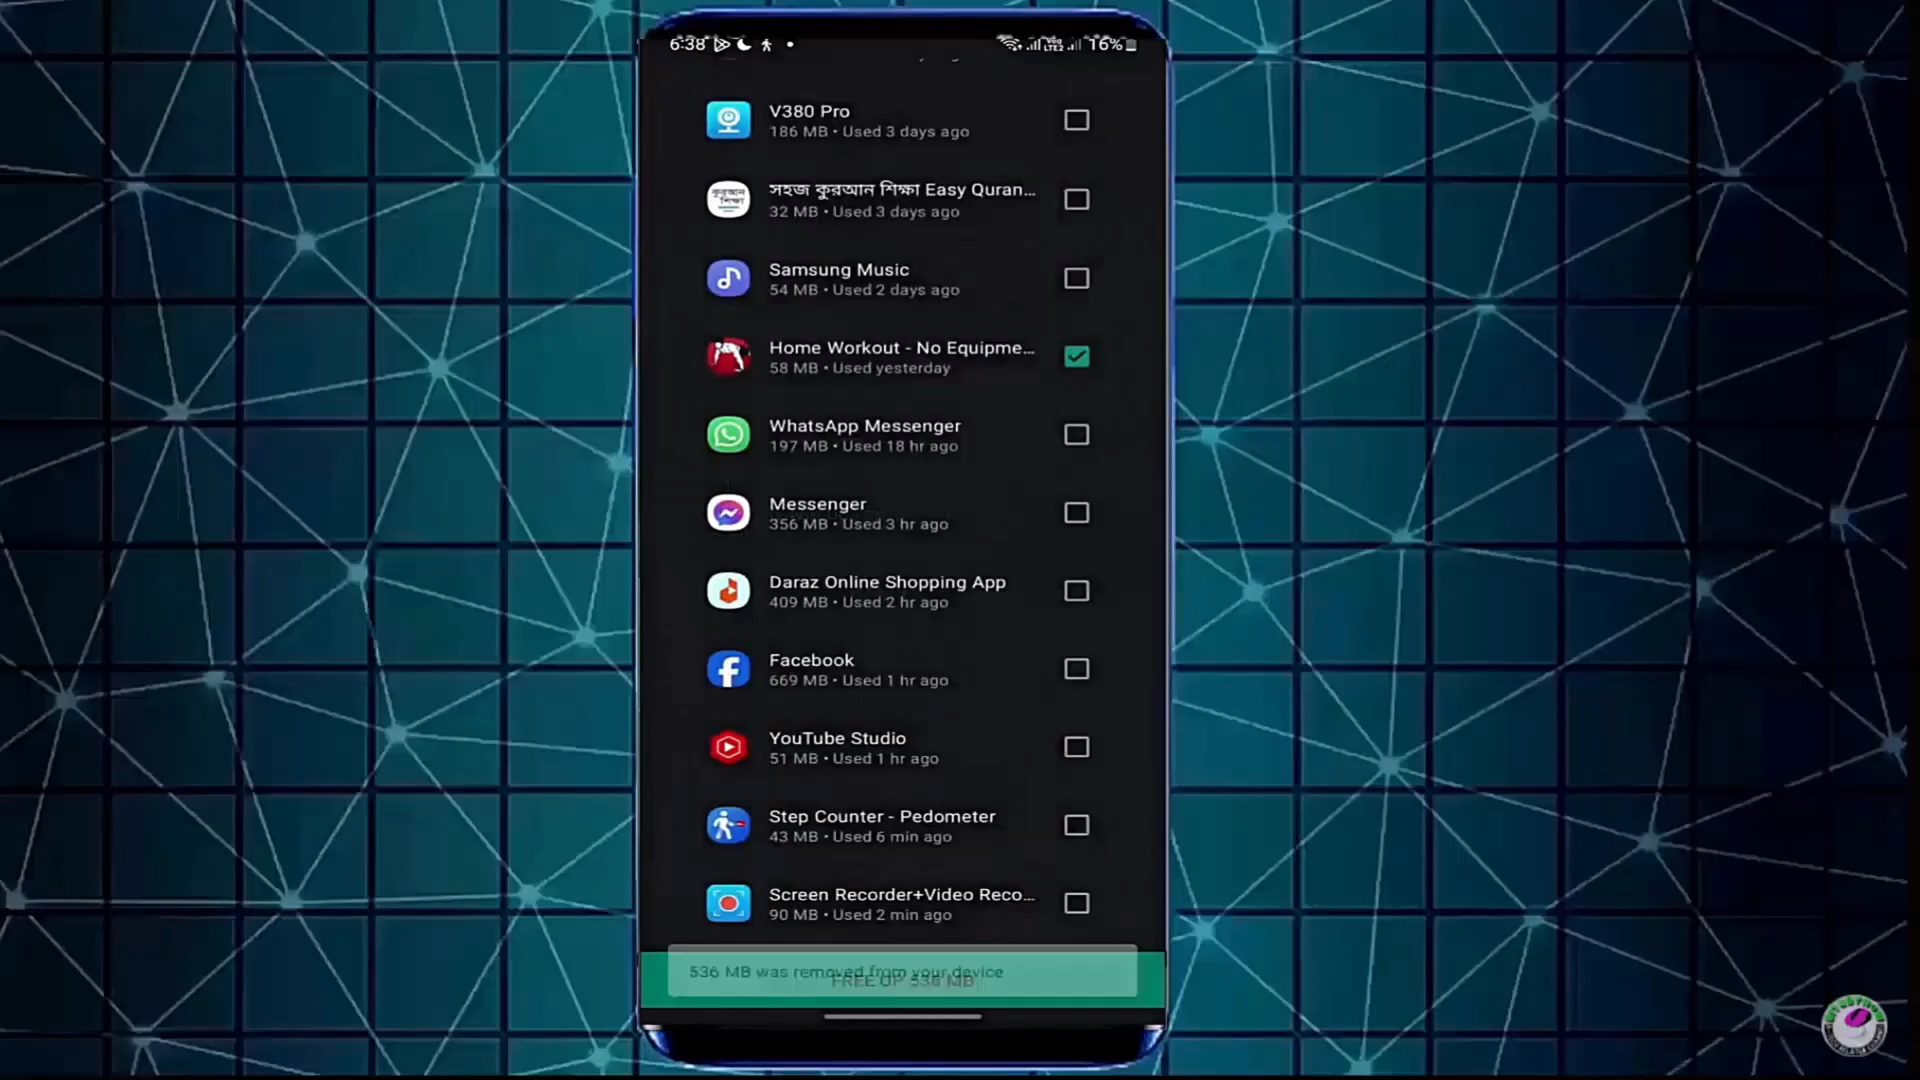 6:38
16%
V380 Pro
186 MB • Used 3 days ago
কুরআন
শিক্ষা
সহজ কুরআন শিক্ষা Easy Quran...
32 MB • Used 3 days ago
Samsung Music
54 MB • Used 2 days ago
Home Workout - No Equipme...
58 MB • Used yesterday
WhatsApp Messenger
197 MB • Used 18 hr ago
Messenger
356 MB • Used 3 hr ago
Daraz Online Shopping App
409 MB • Used 2 hr ago
Facebook
669 MB • Used 1 hr ago
YouTube Studio
51 MB • Used 1 hr ago
Step Counter - Pedometer
43 MB • Used 6 min ago
Screen Recorder+Video Reco...
90 MB • Used 2 min ago
536 MB was removed from your device
FREE UP 536 MB